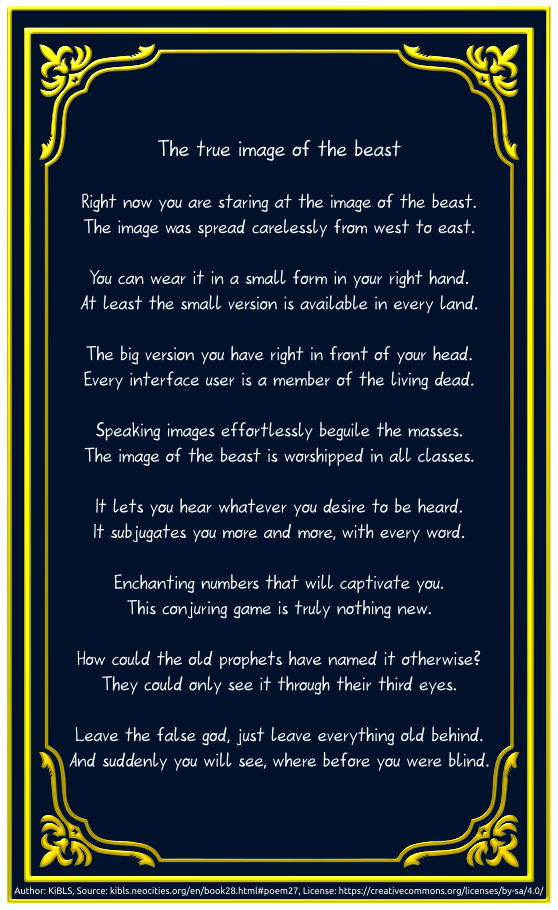 The true image of the beast
Right now you are staring at the image of the beast.
The image was spread carelessly from west to east.
You can wear it in a small form in your right hand.
At least the small version is available in every land.
The big version you have right in front of your head.
Every interface user is a member of the living dead.
Speaking images effortlessly beguile the masses.
The image of the beast is worshipped in all classes.
It lets you hear whatever you desire to be heard.
It subjugates you more and more, with every word.
Enchanting numbers that will captivate you.
This conjuring game is truly nothing new.
How could the old prophets have named it otherwise?
They could only see it through their third eyes.
Leave the false god, just leave everything old behind.
And suddenly you will see, where before you were blind.
Author: KiBLS, Source: kibls.neocities.org/en/book28.html#poem27, License: https://creativecommons.org/licenses/by-sa/4.0/